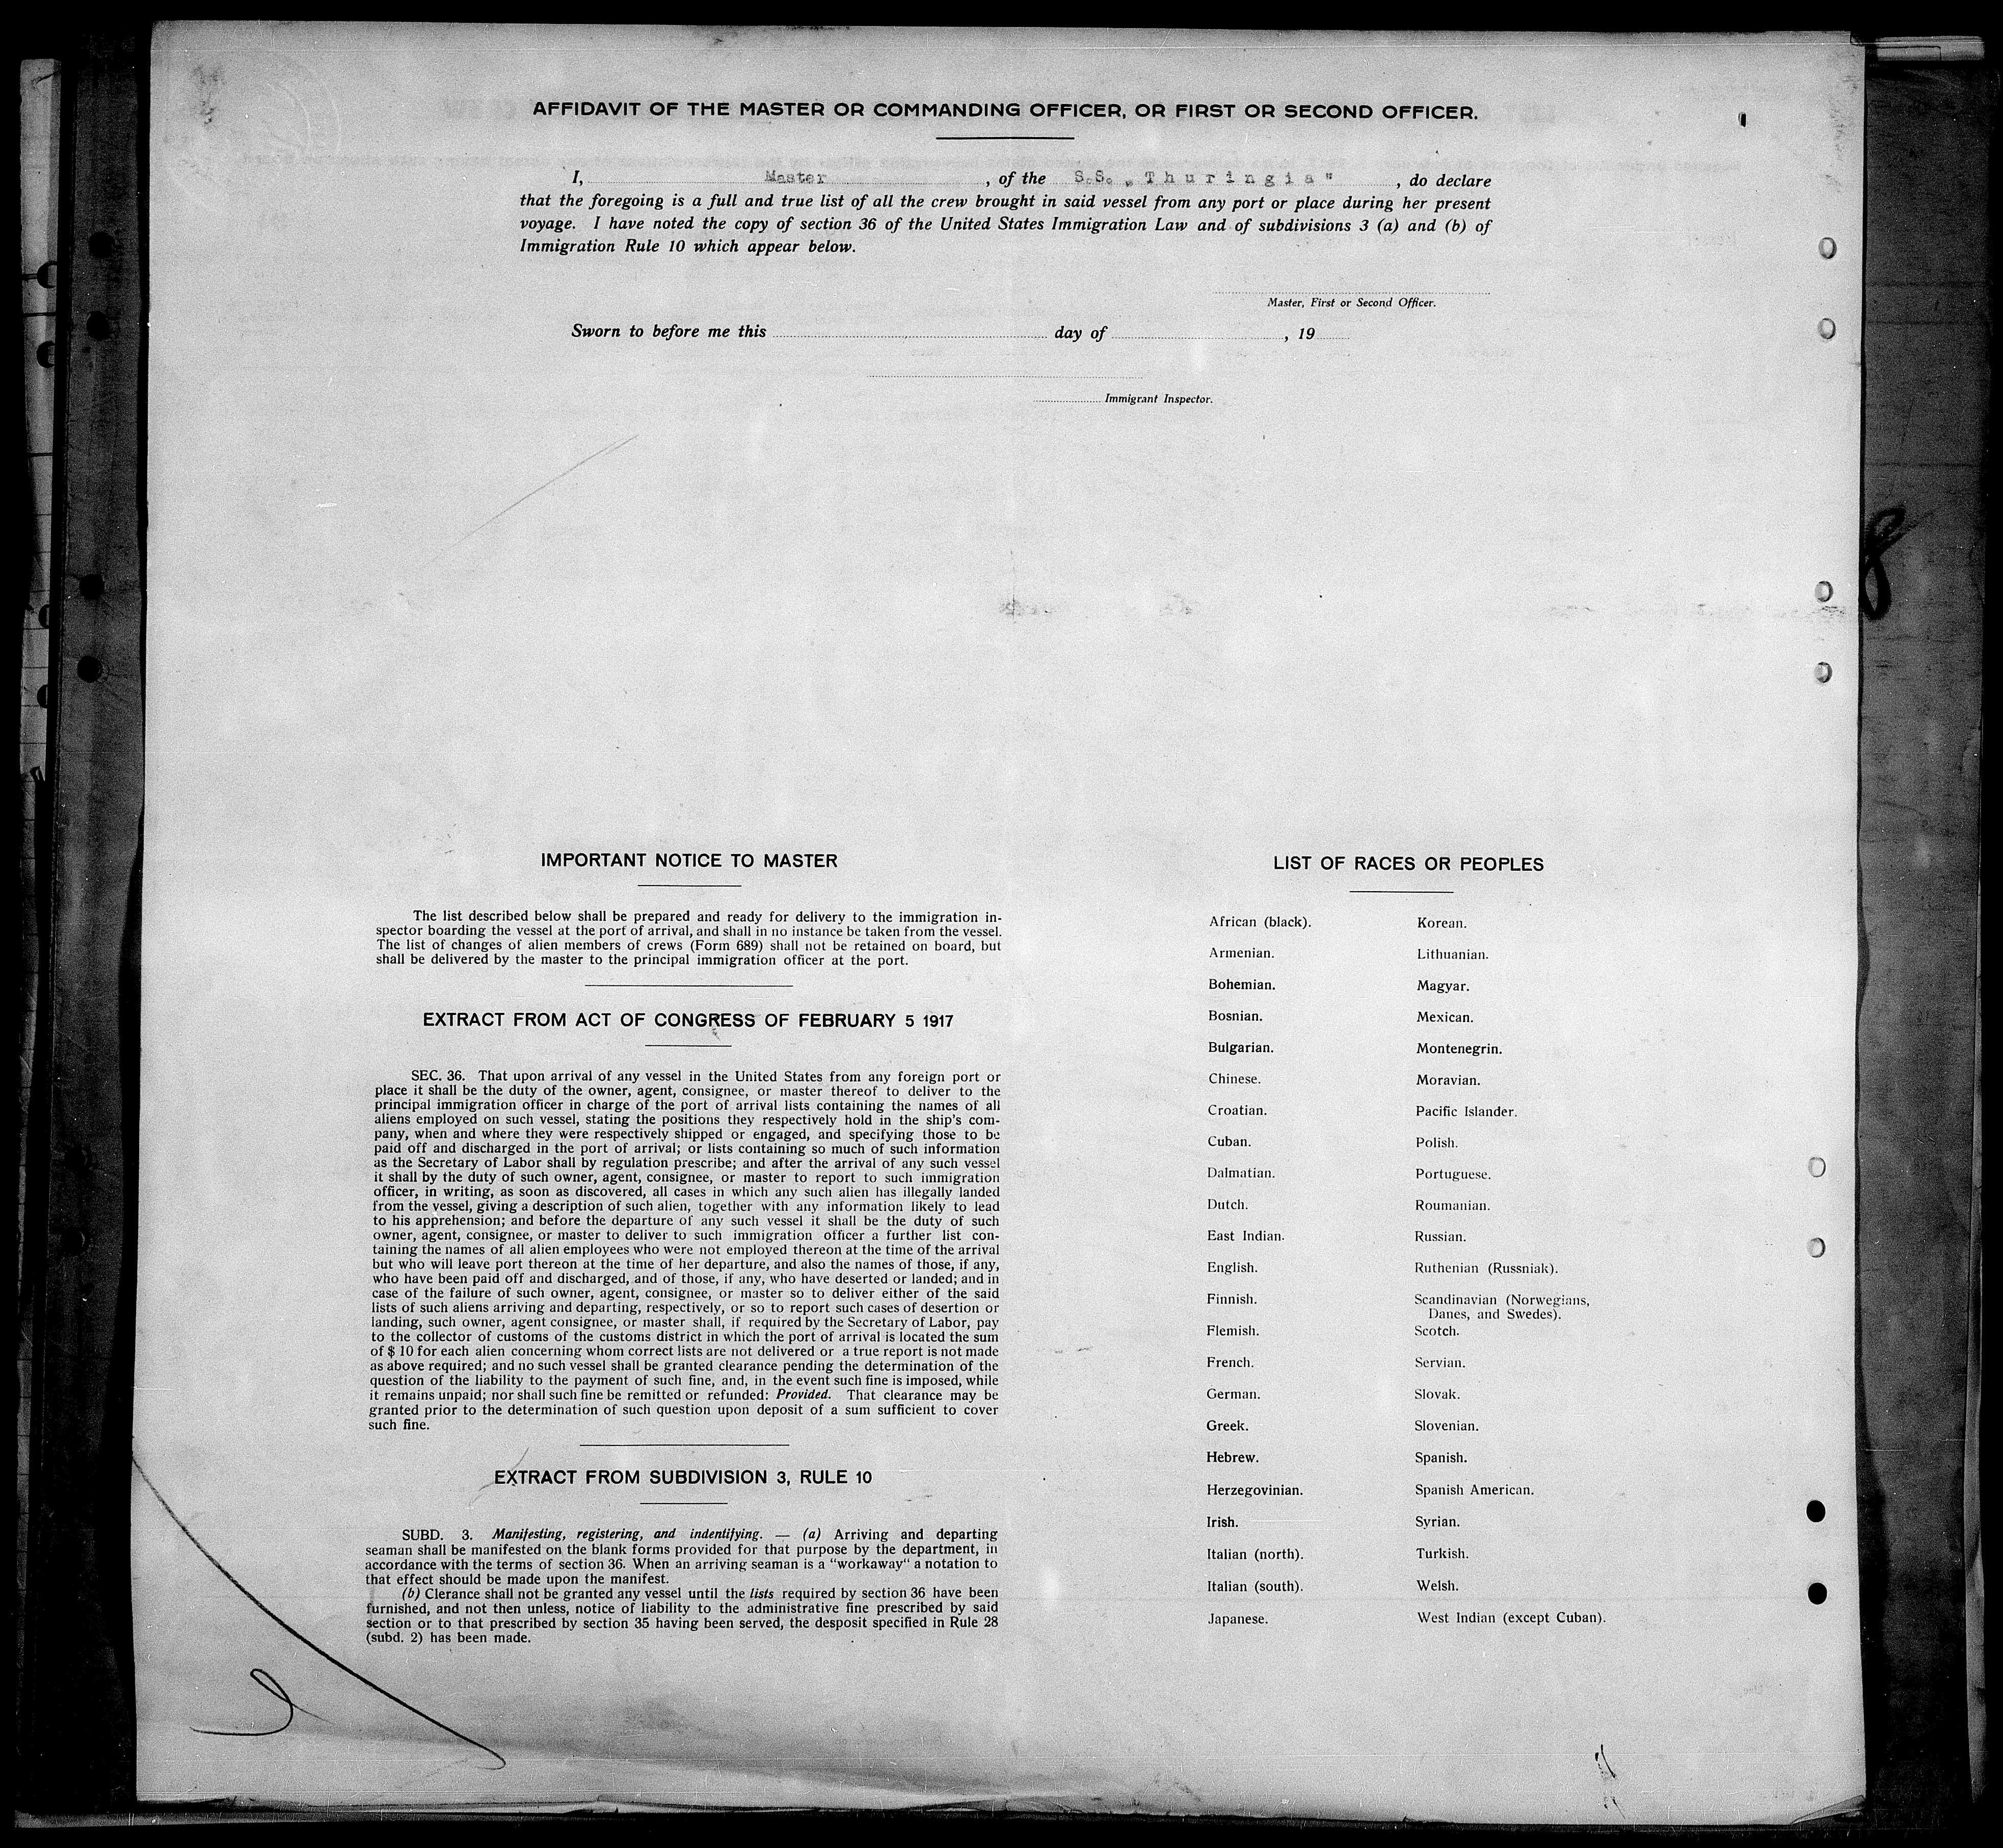 AFFIDAVIT OF THE MASTER OR COMMANDING OFFICER, OR FIRST OR SECOND OFFICER.
I, Master , of the S.S. „Thuringia" , do declare
that the foregoing is a full and true list of all the crew brought in said vessel from any port or place during her present
voyage. I have noted the copy of section 36 of the United States Immigration Law and of subdivisions 3 (a) and (b) of
Immigration Rule 10 which appear below.
Master, First or Second Officer.
Sworn to before me this day of , 19
Immigrant Inspector.
8
IMPORTANT NOTICE TO MASTER
The list described below shall be prepared and ready for delivery to the immigration in-
spector boarding the vessel at the port of arrival, and shall in no instance be taken from the vessel.
The list of changes of alien members of crews (Form 689) shall not be retained on board, but
shall be delivered by the master to the principal immigration officer at the port.
EXTRACT FROM ACT OF CONGRESS OF FEBRUARY 5 1917
SEC. 36. That upon arrival of any vessel in the United States from any foreign port or
place it shall be the duty of the owner, agent, consignee, or master thereof to deliver to the
principal immigration officer in charge of the port of arrival lists containing the names of all
aliens employed on such vessel, stating the positions they respectively hold in the ship's com-
pany, when and where they were respectively shipped or engaged, and specifying those to be
paid off and discharged in the port of arrival; or lists containing so much of such information
as the Secretary of Labor shall by regulation prescribe; and after the arrival of any such vessel
it shall by the duty of such owner, agent, consignee, or master to report to such immigration
officer, in writing, as soon as discovered, all cases in which any such alien has illegally landed
from the vessel, giving a description of such alien, together with any information likely to lead
to his apprehension; and before the departure of any such vessel it shall be the duty of such
owner, agent, consignee, or master to deliver to such immigration officer a further list con-
taining the names of all alien employees who were not employed thereon at the time of the arrival
but who will leave port thereon at the time of her departure, and also the names of those, if any,
who have been paid off and discharged, and of those, if any, who have deserted or landed; and in
case of the failure of such owner, agent, consignee, or master so to deliver either of the said
lists of such aliens arriving and departing, respectively, or so to report such cases of desertion or
landing, such owner, agent consignee, or master shall, if required by the Secretary of Labor, pay
to the collector of customs of the customs district in which the port of arrival is located the sum
of $ 10 for each alien concerning whom correct lists are not delivered or a true report is not made
as above required; and no such vessel shall be granted clearance pending the determination of the
question of the liability to the payment of such fine, and, in the event such fine is imposed, while
it remains unpaid; nor shall such fine be remitted or refunded: Provided. That clearance may be
granted prior to the determination of such question upon deposit of a sum sufficient to cover
such fine.
EXTRACT FROM SUBDIVISION 3, RULE 10
SUBD. 3. Manifesting, registering, and indentifying. — (a) Arriving and departing
seaman shall be manifested on the blank forms provided for that purpose by the department, in
accordance with the terms of section 36. When an arriving seaman is a "workaway" a notation to
that effect should be made upon the manifest.
(b) Clerance shall not be granted any vessel until the lists required by section 36 have been
furnished, and not then unless, notice of liability to the administrative fine prescribed by said
section or to that prescribed by section 35 having been served, the desposit specified in Rule 28
(subd. 2) has been made.
LIST OF RACES OR PEOPLES
African (black).
Armenian.
Bohemian.
Bosnian.
Bulgarian.
Chinese.
Croatian.
Cuban.
Dalmatian.
Dutch.
East Indian.
English.
Finnish.
Flemish.
French.
German.
Greek.
Hebrew.
Herzegovinian.
Irish.
Italian (north).
Italian (south).
Japanese.
Korean.
Lithuanian.
Magyar.
Mexican.
Montenegrin.
Moravian.
Pacific Islander.
Polish.
Portuguese.
Roumanian.
Russian.
Ruthenian (Russniak).
Scandinavian (Norwegians,
Danes, and Swedes).
Scotch.
Servian.
Slovak.
Slovenian.
Spanish.
Spanish American.
Syrian.
Turkish.
Welsh.
West Indian (except Cuban).